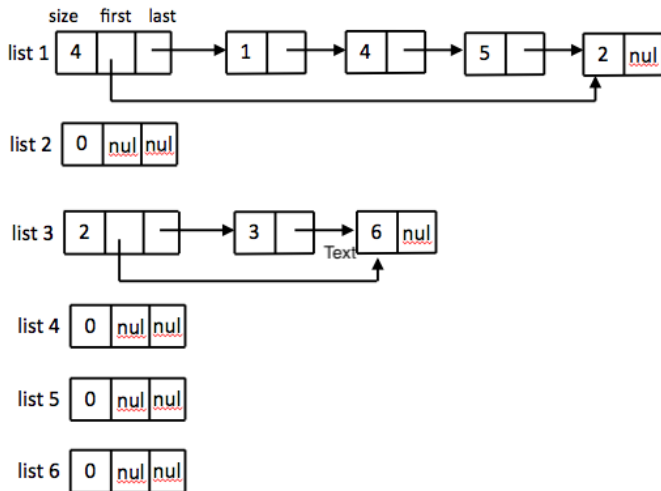 size first last
list 1 4 1 4 5 2 nul
list 2 0 nul nul
list 3 2 3 6 nul
Text
list 4 0 nul nul
list 5 0 nul nul
list 6 0 nul nul